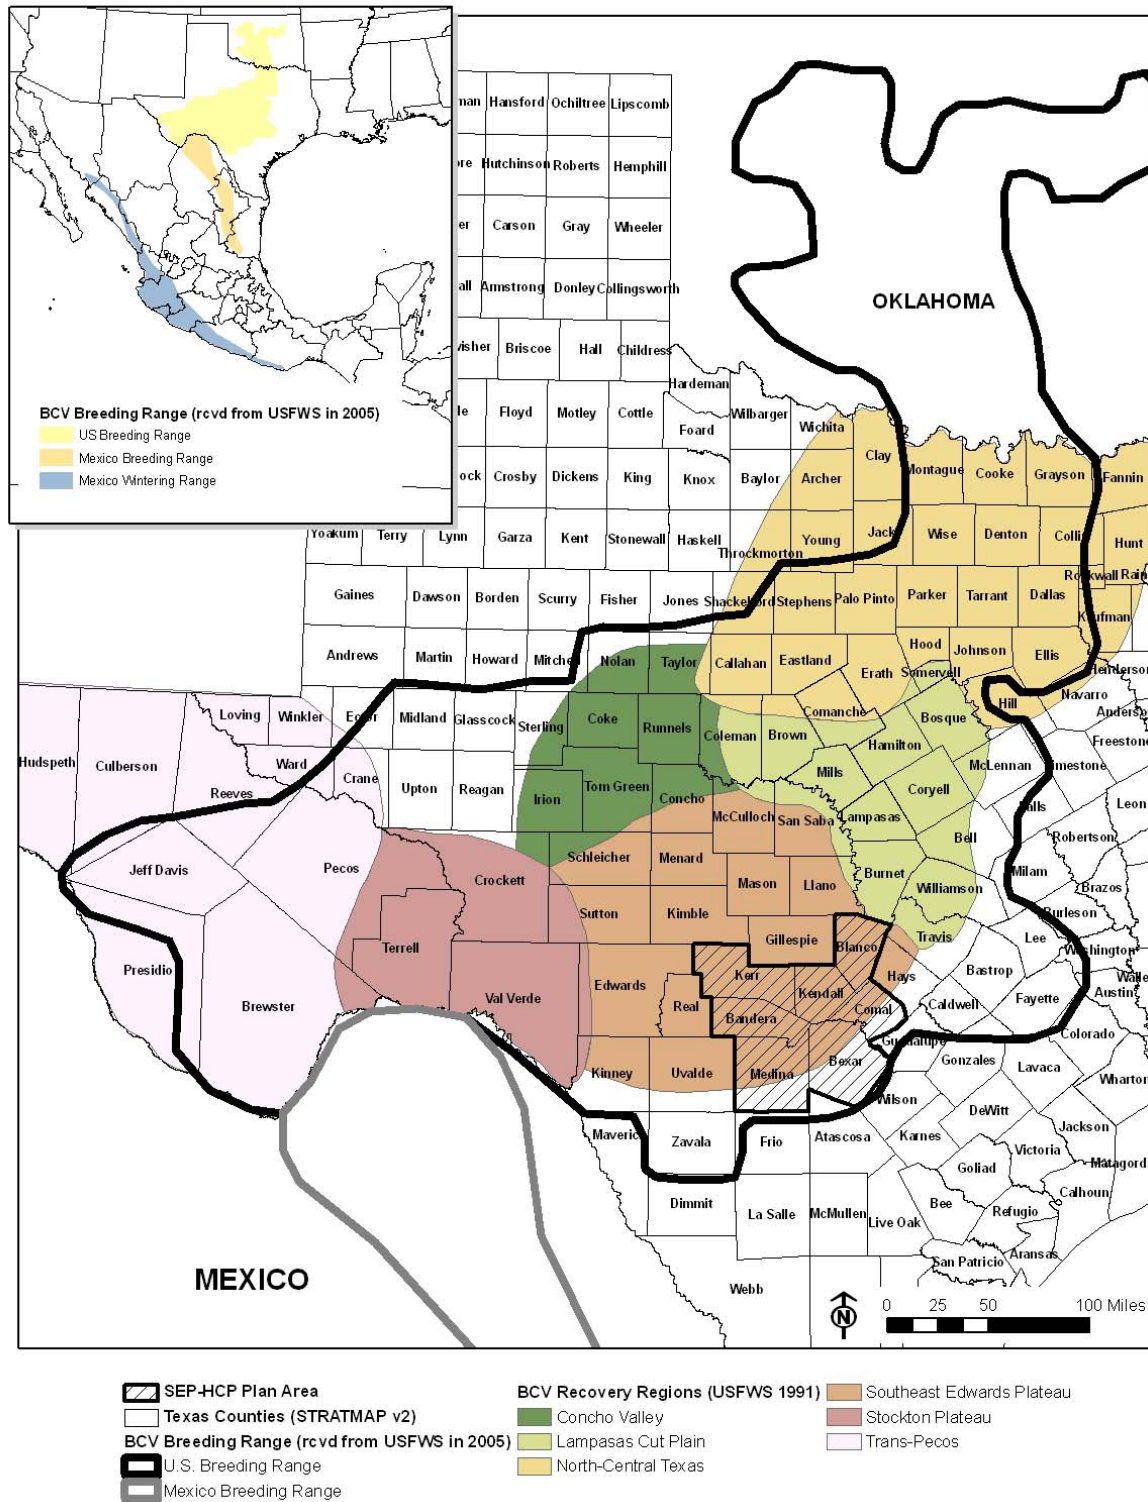 BCV Breeding Range (rcvd from USFWS in 2005)
US Breeding Range
Mexico Breeding Range
Mexico Wintering Range
Hansford Ochiltree Lipscomb
Hutchinson Roberts Hemphill
Carson Gray Wheeler
Armstrong Donley Collingsworth
OKLAHOMA
Briscoe Hall Childress
Hardeman
Floyd Motley Cottle Foard Wilbarger Wichita
Clay Montague Cooke Grayson Fannin
Crosby Dickens King Knox Baylor Archer
Yoakum Terry Lynn Garza Kent Stonewall Haskell Throckmorton Young Jack Wise Denton Hunt
Rockwall
Gaines Dawson Borden Scurry Fisher Jones Shackelford Stephens Palo Pinto Parker Tarrant Dallas
Kaufman
Andrews Martin Howard Nolan Taylor Callahan Eastland Erath Hood Johnson Ellis
Somervell Henderson
Navarro
Loving Winkler Ector Midland Glasscock Sterling Coke Runnels Coleman Brown Comanche Bosque Hill
Hamilton Freestone
Hudspeth Culberson Reeves Ward Crane Upton Reagan Irion Tom Green Concho Mills McLennan
Coryell Leon
McCulloch San Saba Lampasas Bell Robertson
Jeff Davis Pecos Crockett Schleicher Menard Mason Llano Burnet Williamson Milam Brazos
Sutton Kimble Burleson
Presidio Brewster Terrell Val Verde Edwards Real Gillespie Kerr Blanco Travis Hays Lee Washington
Bastrop
Kendall Comal Caldwell Fayette Austin
Bandera Guadalupe Colorado
Kinney Uvalde Medina Bexar Gonzales Lavaca
Wilson Wharton
DeWitt
Zavala Frio Atascosa Karnes Jackson
Victoria
Goliad
Dimmit La Salle McMullen Live Oak Bee Refugio Calhoun
Aransas
San Patricio
MEXICO
Webb
N
0 25 50 100 Miles
SEP-HCP Plan Area
Texas Counties (STRATMAP v2)
BCV Breeding Range (rcvd from USFWS in 2005)
U.S. Breeding Range
Mexico Breeding Range
BCV Recovery Regions (USFWS 1991)
Concho Valley
Lampasas Cut Plain
North-Central Texas
Southeast Edwards Plateau
Stockton Plateau
Trans-Pecos